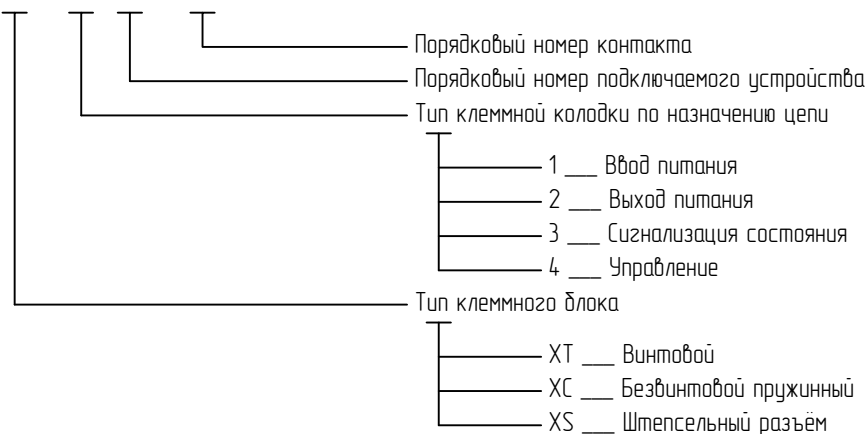 Порядковый номер контакта
Порядковый номер подключаемого устройства
Тип клеммной колодки по назначению цепи
1 ___ Ввод питания
2 ___ Выход питания
3 ___ Сигнализация состояния
4 ___ Управление
Тип клеммного блока
XT ___ Винтовой
XC ___ Безвинтовой пружинный
XS ___ Штепсельный разъём